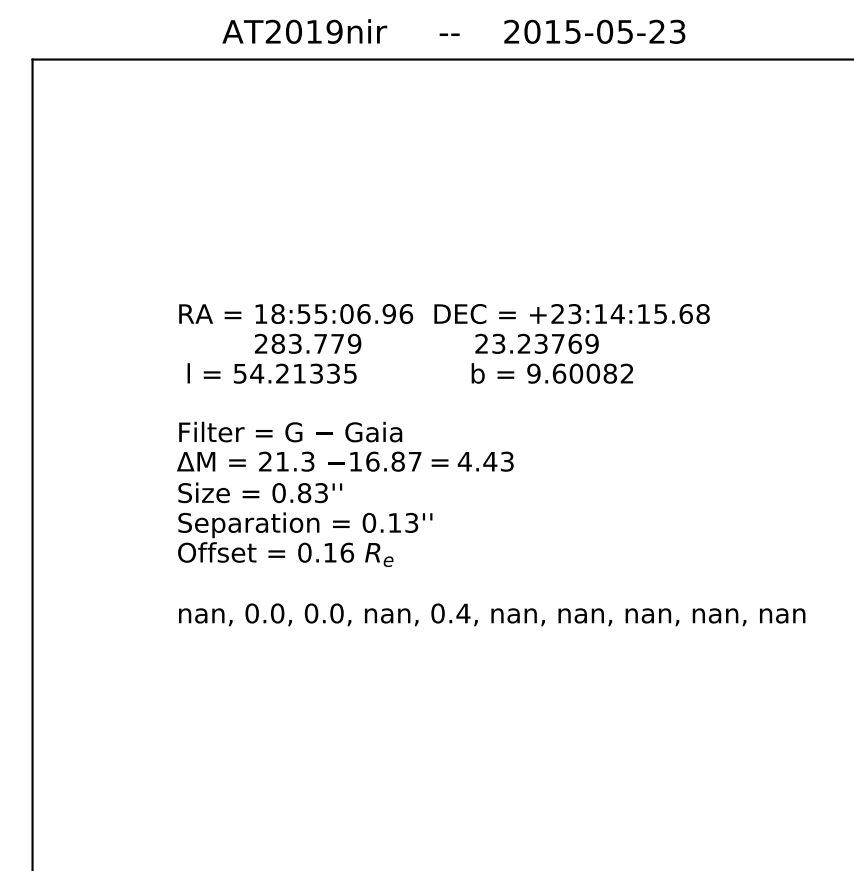 AT2019nir -- 2015-05-23
RA = 18:55:06.96 DEC = +23:14:15.68
283.779 23.23769
l = 54.21335 b = 9.60082
Filter = G − Gaia
ΔM = 21.3 −16.87 = 4.43
Size = 0.83''
Separation = 0.13''
Offset = 0.16 Rₑ
nan, 0.0, 0.0, nan, 0.4, nan, nan, nan, nan, nan